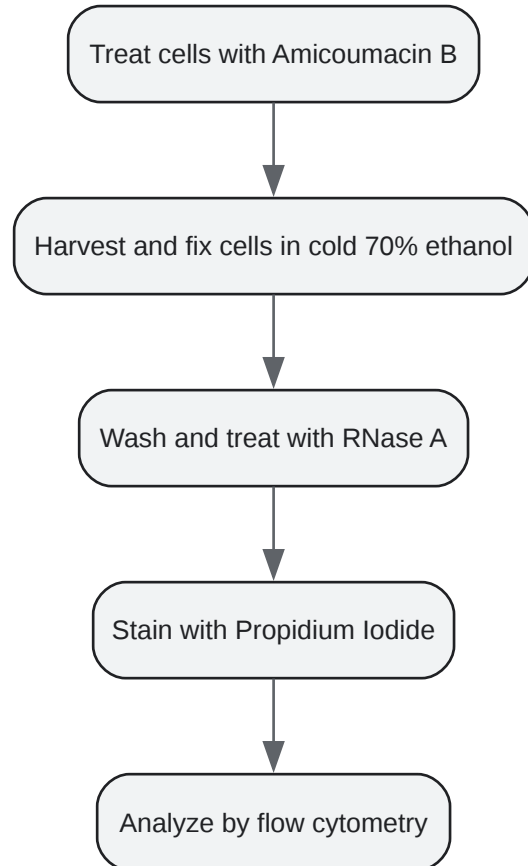 Treat cells with Amicoumacin B
Harvest and fix cells in cold 70% ethanol
Wash and treat with RNase A
Stain with Propidium Iodide
Analyze by flow cytometry